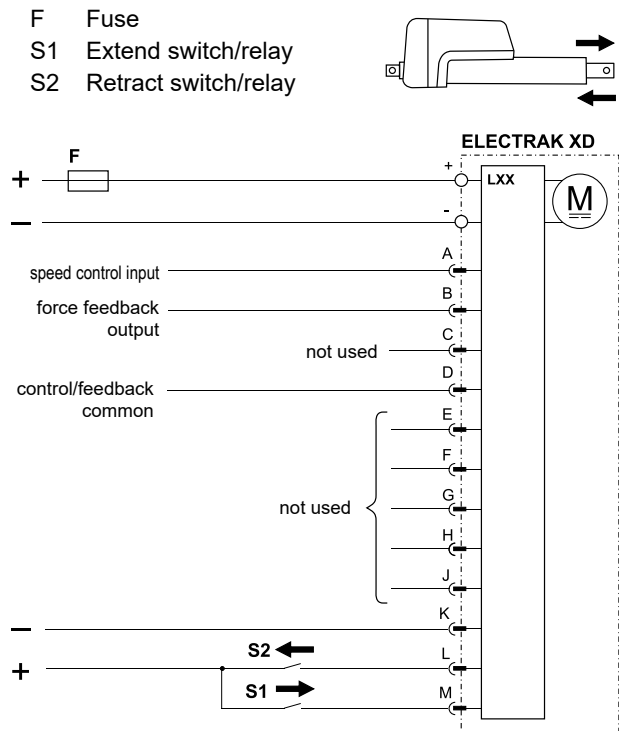 F Fuse
S1 Extend switch/relay
S2 Retract switch/relay
ELECTRAK XD
F
+
+
LXX
M
-
-
A
speed control input
B
force feedback
output
C
not used
D
control/feedback
common
E
F
G
not used
H
J
K
-
S2
L
+
S1
M